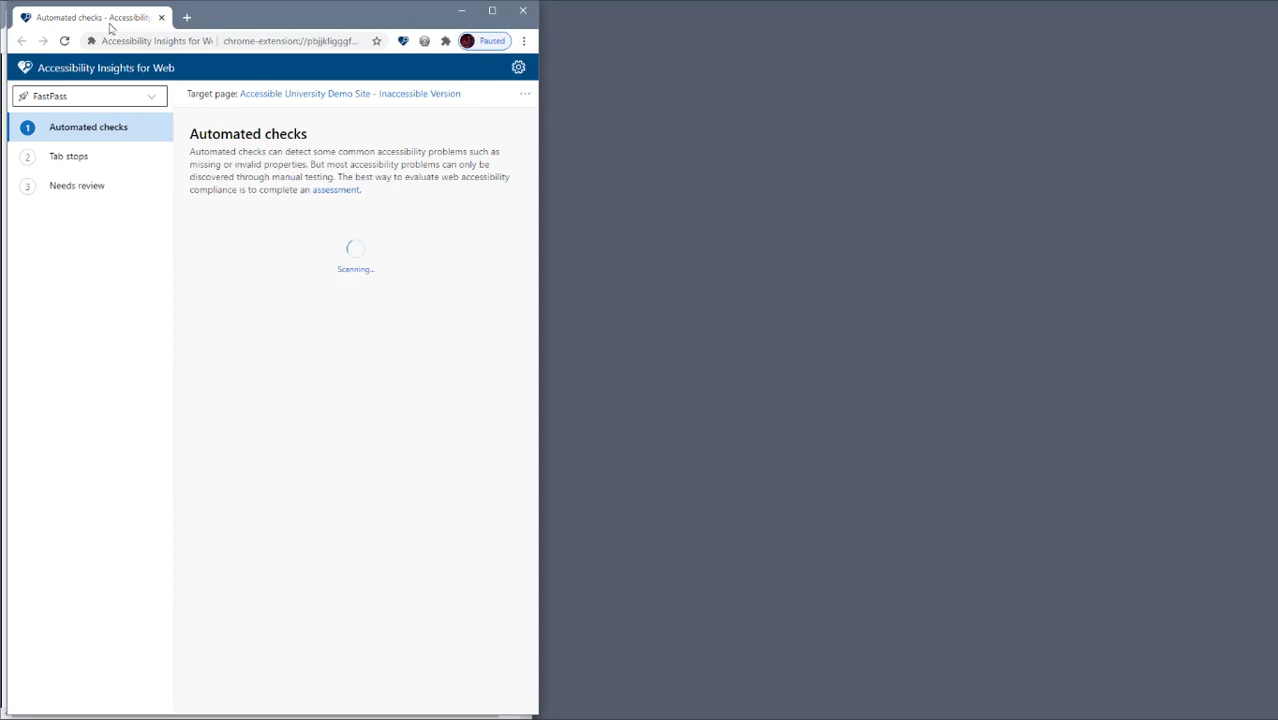 Automated checks - Accessibility
Accessibility Insights for We
chrome-extension://pbjjkligggf...
Paused
Accessibility Insights for Web
FastPass
Target page: Accessible University Demo Site - Inaccessible Version
...
1 Automated checks
2 Tab stops
3 Needs review
Automated checks
Automated checks can detect some common accessibility problems such as
missing or invalid properties. But most accessibility problems can only be
discovered through manual testing. The best way to evaluate web accessibility
compliance is to complete an assessment.
Scanning...